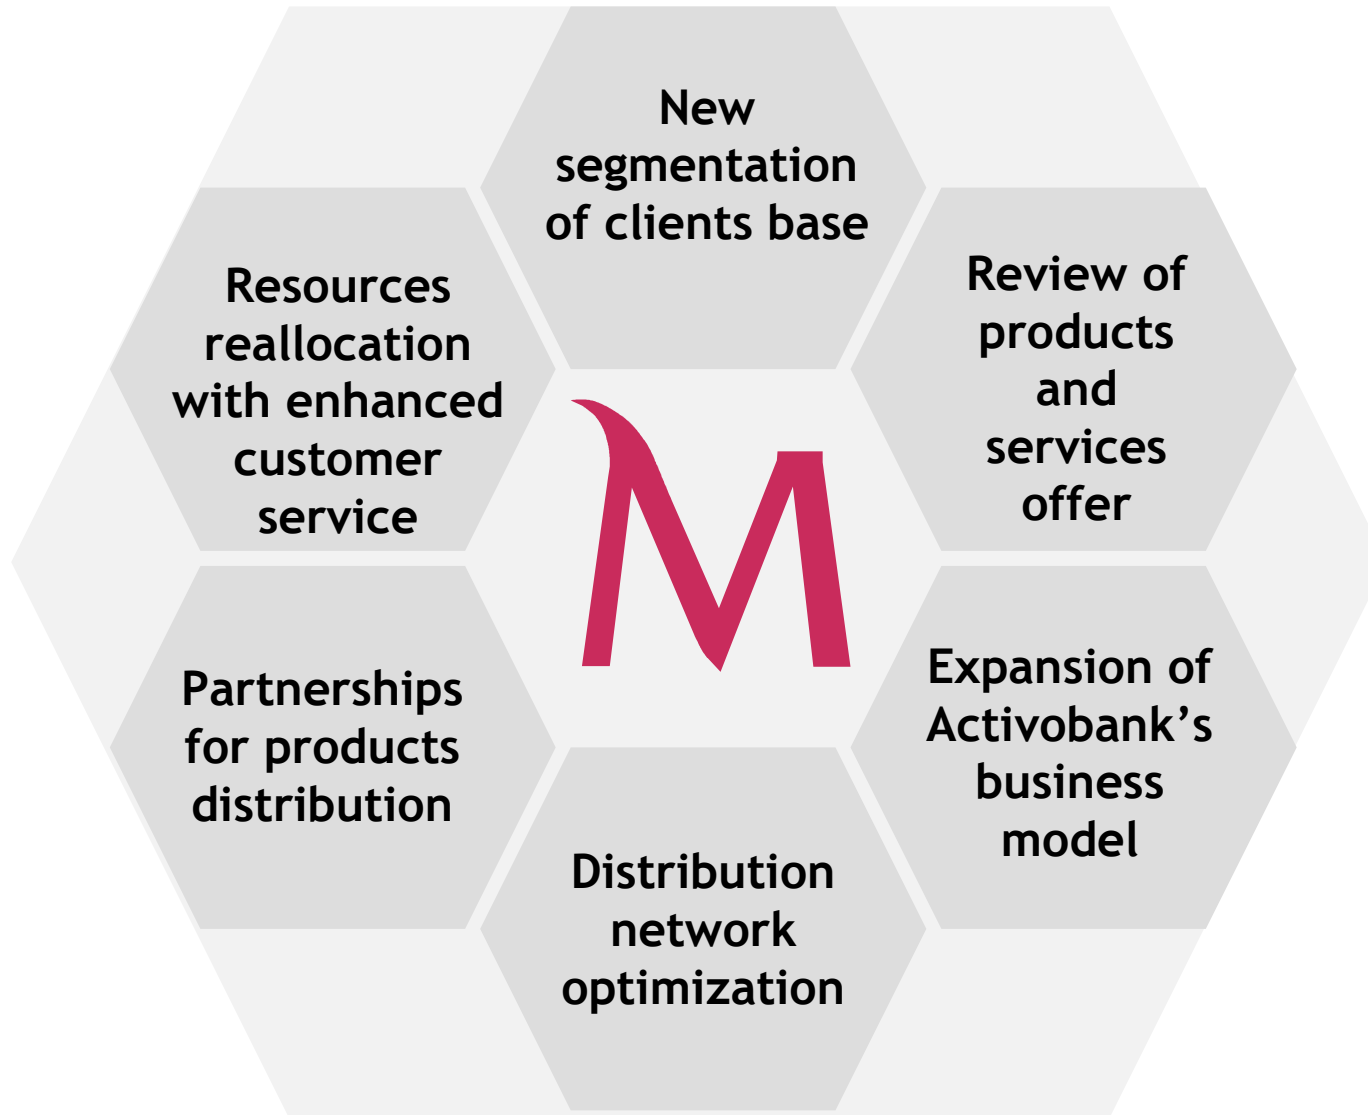 New
segmentation
of clients base
Review of
products
and
services
offer
Expansion of
Activobank’s
business
model
Distribution
network
optimization
Partnerships
for products
distribution
Resources
reallocation
with enhanced
customer
service
M